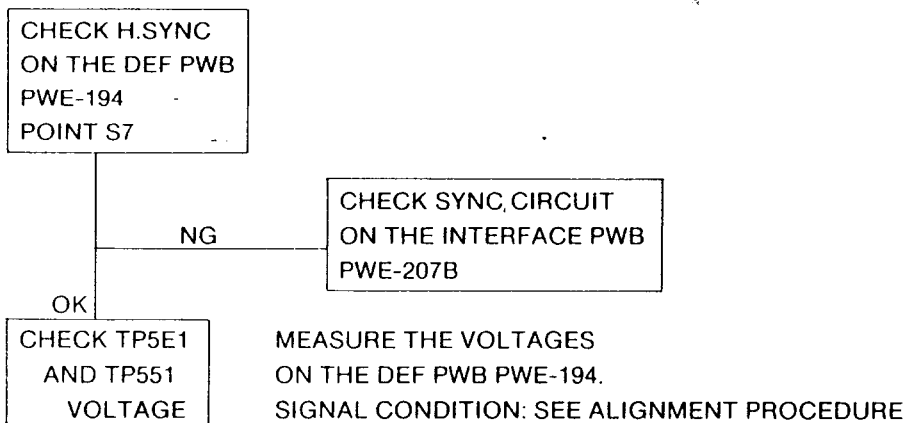 CHECK H.SYNC
ON THE DEF PWB
PWE-194
POINT S7
CHECK SYNC, CIRCUIT
ON THE INTERFACE PWB
PWE-207B
NG
OK
CHECK TP5E1
AND TP551
VOLTAGE
MEASURE THE VOLTAGES
ON THE DEF PWB PWE-194.
SIGNAL CONDITION: SEE ALIGNMENT PROCEDURE